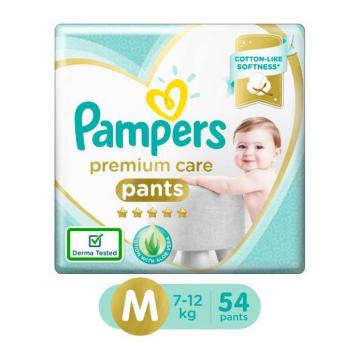 COTTON-LIKE
SOFTNESS*
Pampers
premium care
pants
Derma Tested
LOTION WITH ALOE VERA
M
7-12
kg
54
pants